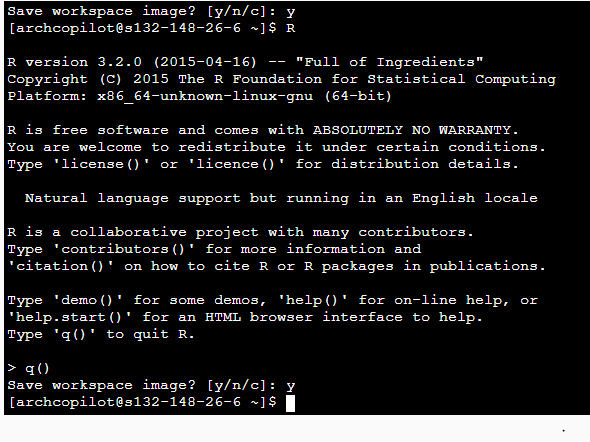 Save workspace image? [y/n/c]: y
[archcopilot@s132-148-26-6 ~]$ R
R version 3.2.0 (2015-04-16) -- "Full of Ingredients"
Copyright (C) 2015 The R Foundation for Statistical Computing
Platform: x86_64-unknown-linux-gnu (64-bit)
R is free software and comes with ABSOLUTELY NO WARRANTY.
You are welcome to redistribute it under certain conditions.
Type 'license()' or 'licence()' for distribution details.
Natural language support but running in an English locale
R is a collaborative project with many contributors.
Type 'contributors()' for more information and
'citation()' on how to cite R or R packages in publications.
Type 'demo()' for some demos, 'help()' for on-line help, or
'help.start()' for an HTML browser interface to help.
Type 'q()' to quit R.
> q()
Save workspace image? [y/n/c]: y
[archcopilot@s132-148-26-6 ~]$